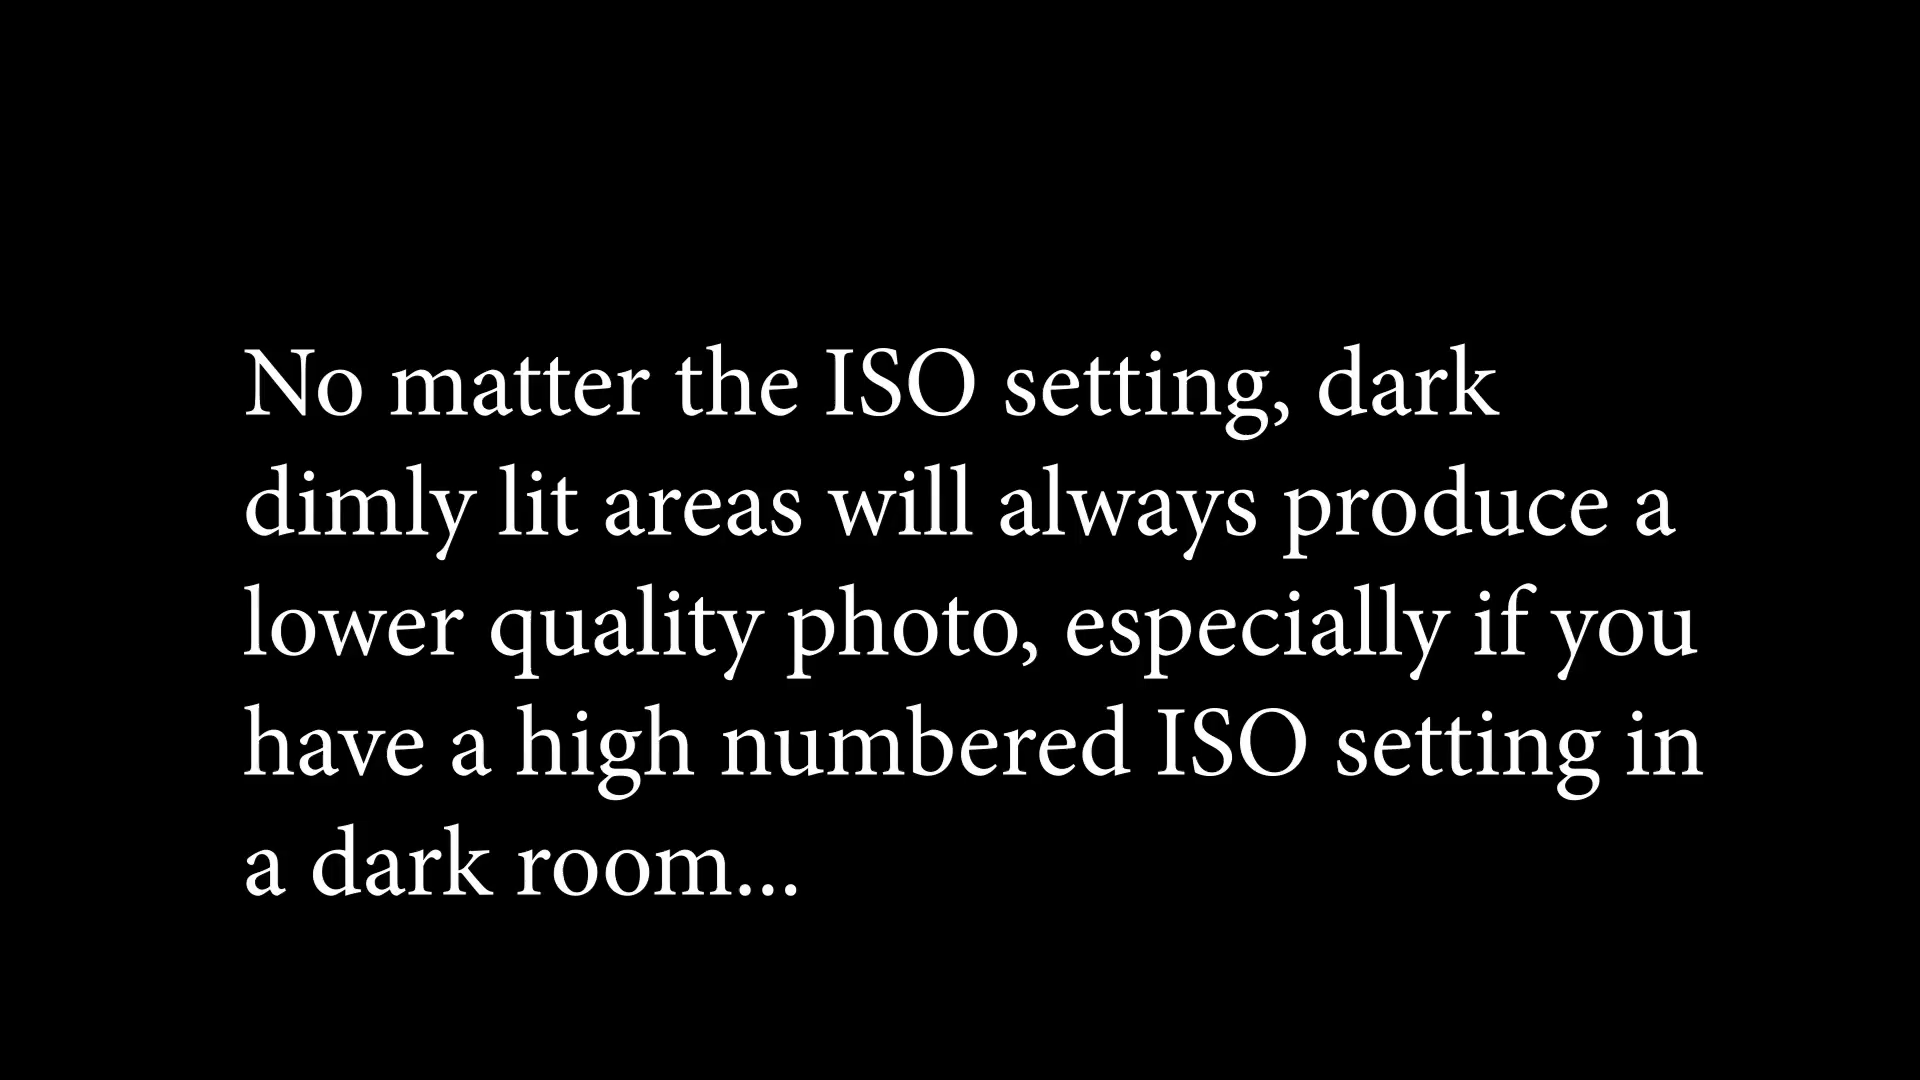 No matter the ISO setting, dark
dimly lit areas will always produce a
lower quality photo, especially if you
have a high numbered ISO setting in
a dark room...